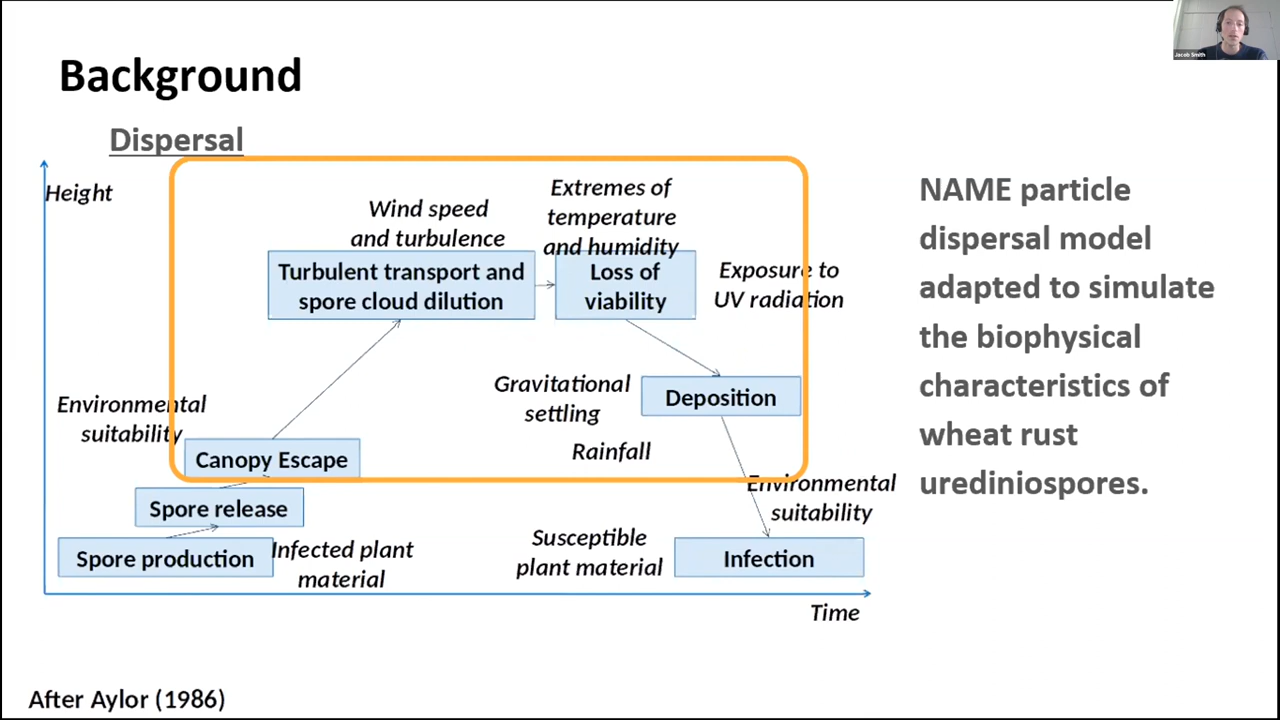 Jacob Smith
Background
Dispersal
Height
Wind speed
and turbulence
Extremes of
temperature
and humidity
Turbulent transport and
spore cloud dilution
Loss of
viability
Exposure to
UV radiation
Gravitational
settling
Deposition
Rainfall
Environmental
suitability
Canopy Escape
Spore release
Spore production
Infected plant
material
Environmental
suitability
Susceptible
plant material
Infection
Time
NAME particle
dispersal model
adapted to simulate
the biophysical
characteristics of
wheat rust
urediniospores.
After Aylor (1986)